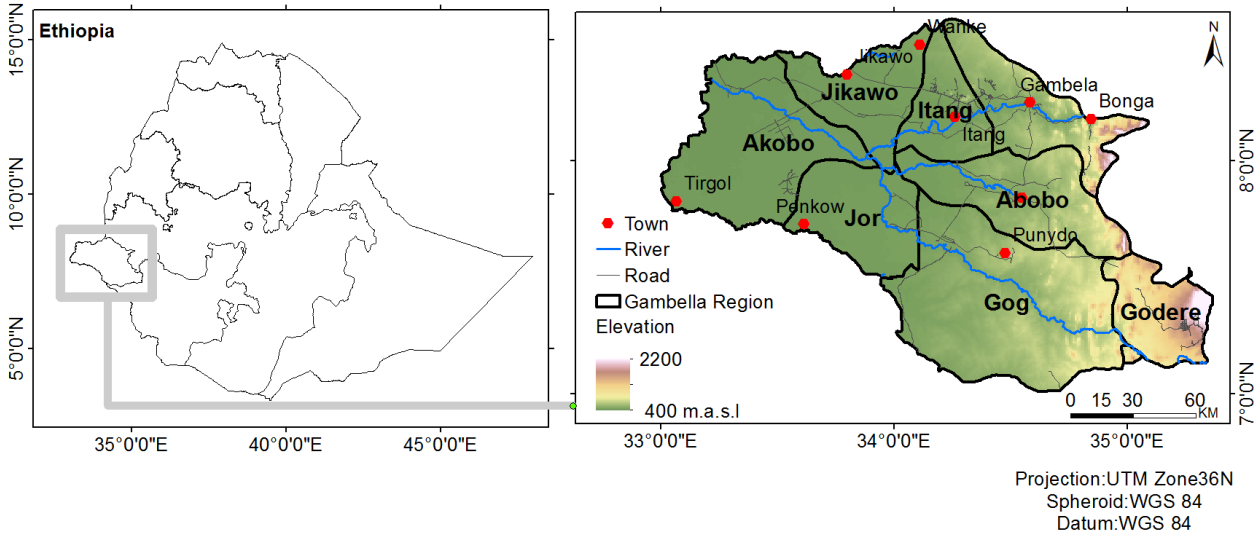 Ethiopia
15°0'0"N
10°0'0"N
5°0'0"N
35°0'0"E
40°0'0"E
45°0'0"E
N
Wanke
Jikawo
Jikawo
Gambela
Bonga
Itang
Itang
Akobo
Tirgol
Penkow
Jor
Abobo
Punydo
Gog
Godere
Town
River
Road
Gambella Region
Elevation
2200
400 m.a.s.l
0 15 30 60
KM
8°0'0"N
7°0'0"N
33°0'0"E
34°0'0"E
35°0'0"E
Projection:UTM Zone36N
Spheroid:WGS 84
Datum:WGS 84